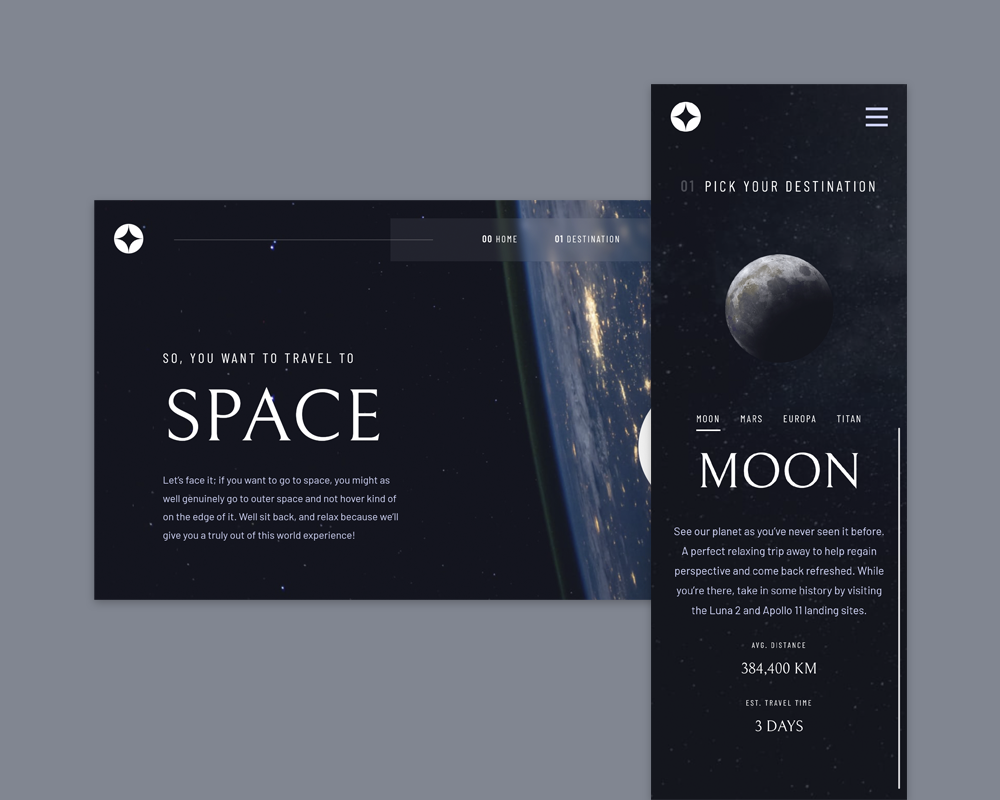 00 HOME
01 DESTINATION
SO, YOU WANT TO TRAVEL TO
SPACE
Let’s face it; if you want to go to space, you might as
well genuinely go to outer space and not hover kind of
on the edge of it. Well sit back, and relax because we’ll
give you a truly out of this world experience!
01 PICK YOUR DESTINATION
MOON
MARS
EUROPA
TITAN
MOON
See our planet as you’ve never seen it before.
A perfect relaxing trip away to help regain
perspective and come back refreshed. While
you’re there, take in some history by visiting
the Luna 2 and Apollo 11 landing sites.
AVG. DISTANCE
384,400 KM
EST. TRAVEL TIME
3 DAYS